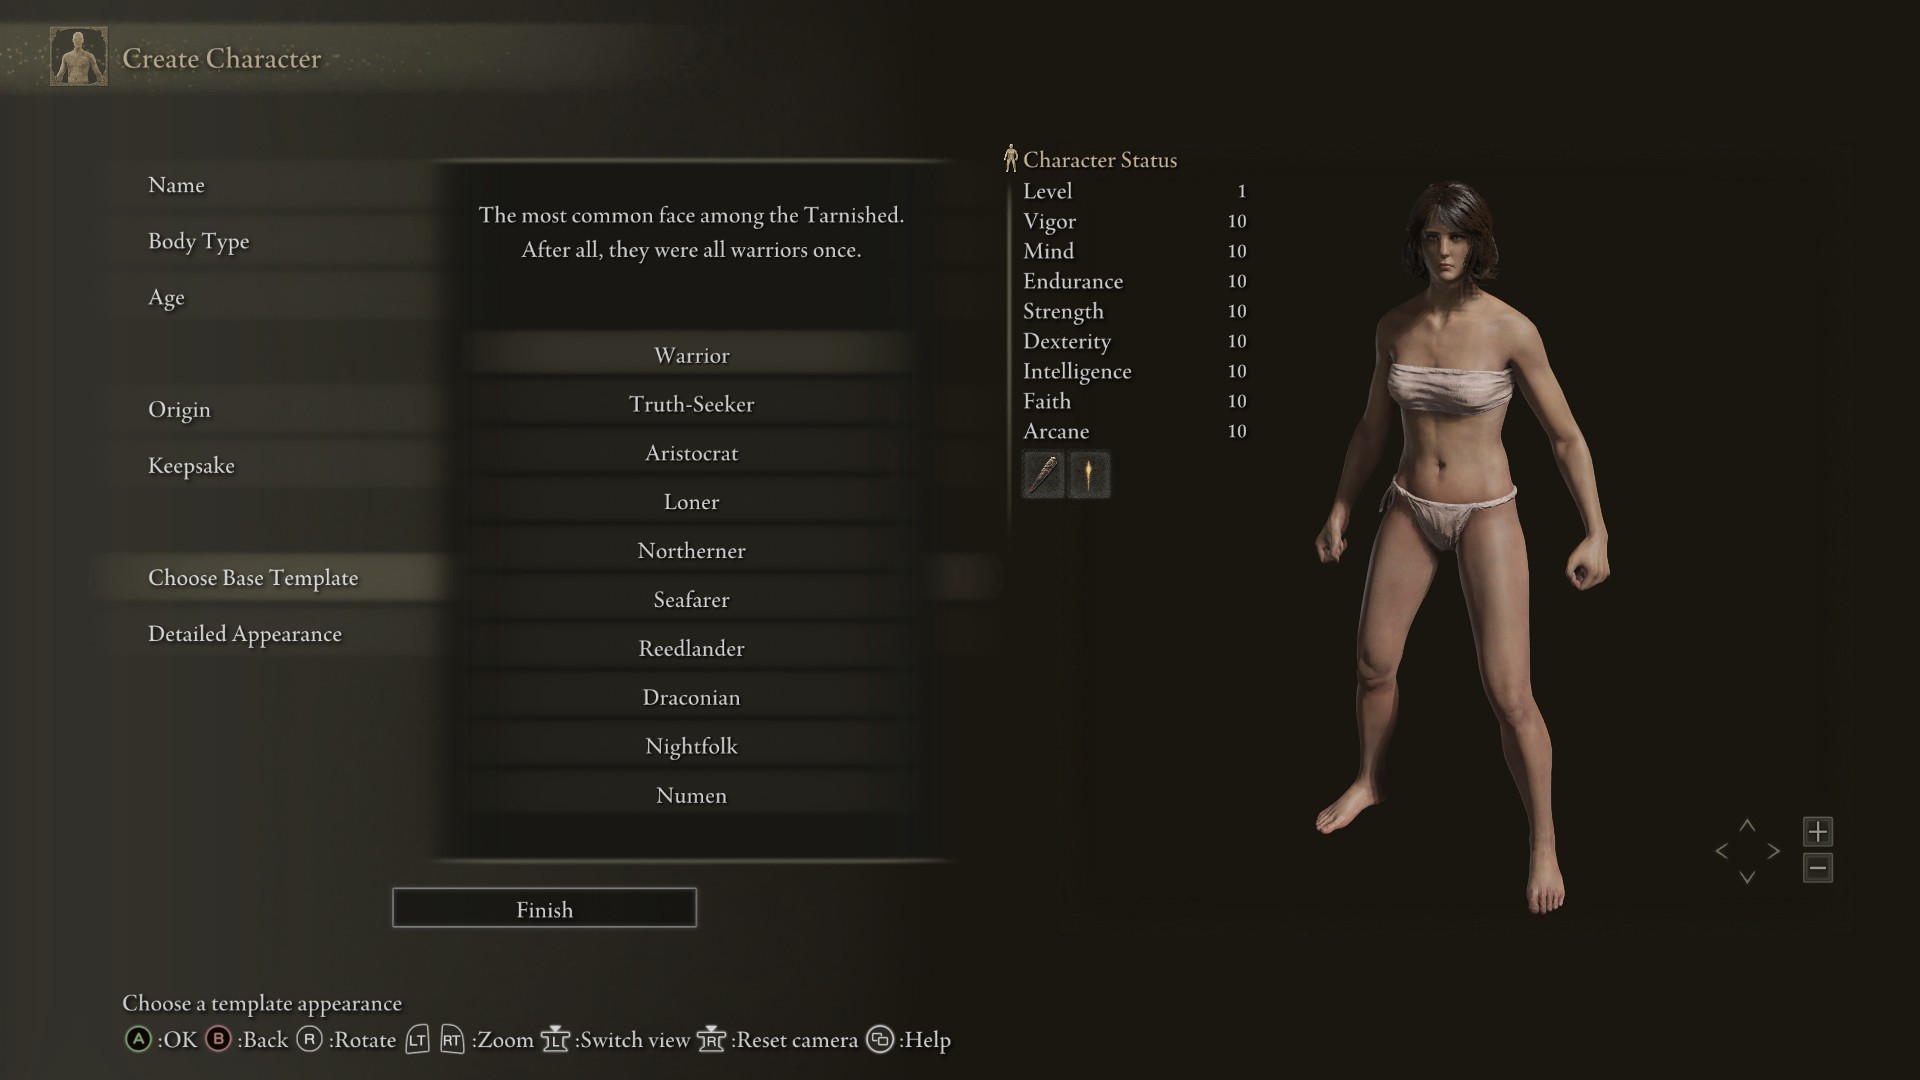 Create Character
Name
Body Type
Age
Origin
Keepsake
Choose Base Template
Detailed Appearance
The most common face among the Tarnished.
After all, they were all warriors once.
Warrior
Truth-Seeker
Aristocrat
Loner
Northerner
Seafarer
Reedlander
Draconian
Nightfolk
Numen
Finish
Character Status
Level 1
Vigor 10
Mind 10
Endurance 10
Strength 10
Dexterity 10
Intelligence 10
Faith 10
Arcane 10
Choose a template appearance
A :OK B :Back R :Rotate LT RT :Zoom L :Switch view R :Reset camera :Help